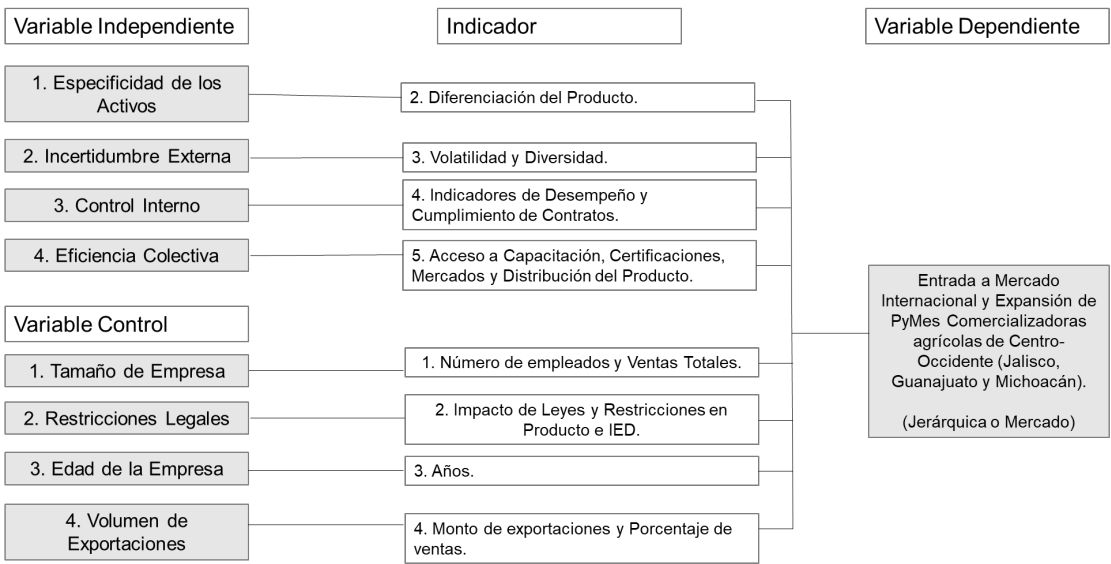 Variable Independiente
Indicador
Variable Dependiente
1. Especificidad de los
Activos
2. Diferenciación del Producto.
2. Incertidumbre Externa
3. Volatilidad y Diversidad.
3. Control Interno
4. Indicadores de Desempeño y
Cumplimiento de Contratos.
4. Eficiencia Colectiva
5. Acceso a Capacitación, Certificaciones,
Mercados y Distribución del Producto.
Variable Control
1. Tamaño de Empresa
1. Número de empleados y Ventas Totales.
2. Restricciones Legales
2. Impacto de Leyes y Restricciones en
Producto e IED.
3. Edad de la Empresa
3. Años.
4. Volumen de
Exportaciones
4. Monto de exportaciones y Porcentaje de
ventas.
Entrada a Mercado
Internacional y Expansión de
PyMes Comercializadoras
agrícolas de Centro-
Occidente (Jalisco,
Guanajuato y Michoacán).
(Jerárquica o Mercado)